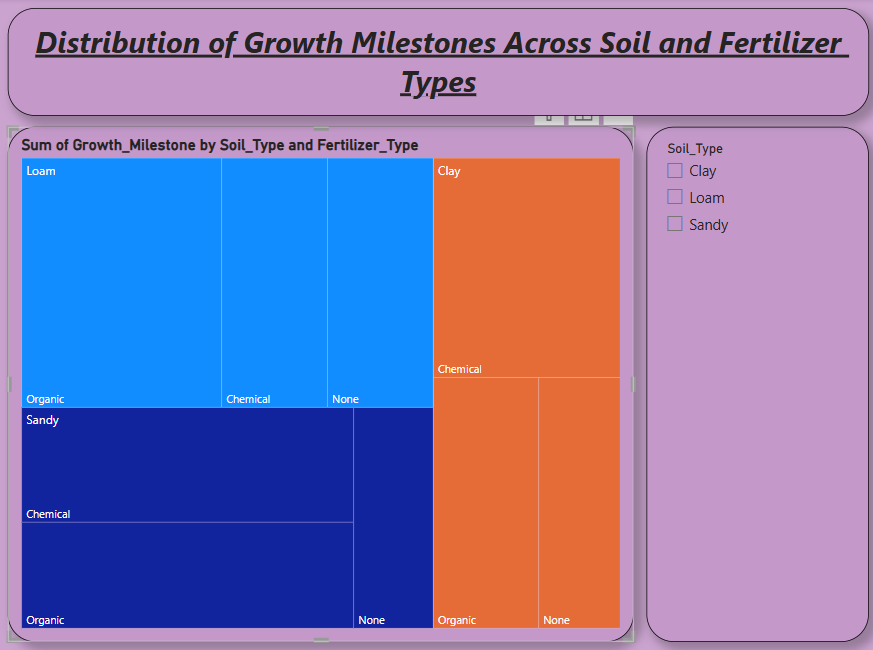 Distribution of Growth Milestones Across Soil and Fertilizer
Types
Sum of Growth_Milestone by Soil_Type and Fertilizer_Type
Loam
Organic
Chemical
None
Sandy
Chemical
Organic
None
Clay
Chemical
Organic
None
Soil_Type
Clay
Loam
Sandy